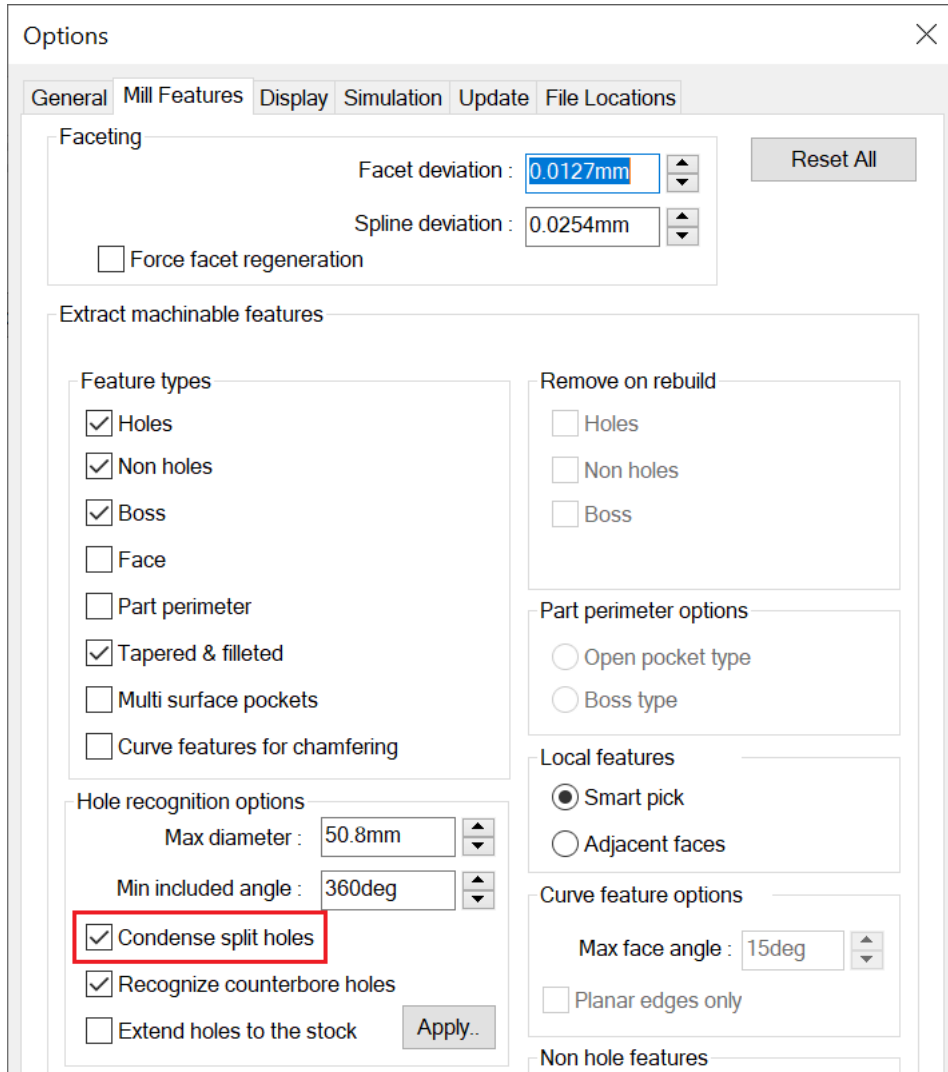 Options
General Mill Features Display Simulation Update File Locations
Faceting
Facet deviation : 0.0127mm
Reset All
Spline deviation : 0.0254mm
Force facet regeneration
Extract machinable features
Feature types
Holes
Non holes
Boss
Face
Part perimeter
Tapered & filleted
Multi surface pockets
Curve features for chamfering
Remove on rebuild
Holes
Non holes
Boss
Part perimeter options
Open pocket type
Boss type
Local features
Smart pick
Adjacent faces
Hole recognition options
Max diameter : 50.8mm
Min included angle : 360deg
Condense split holes
Recognize counterbore holes
Extend holes to the stock Apply..
Curve feature options
Max face angle : 15deg
Planar edges only
Non hole features